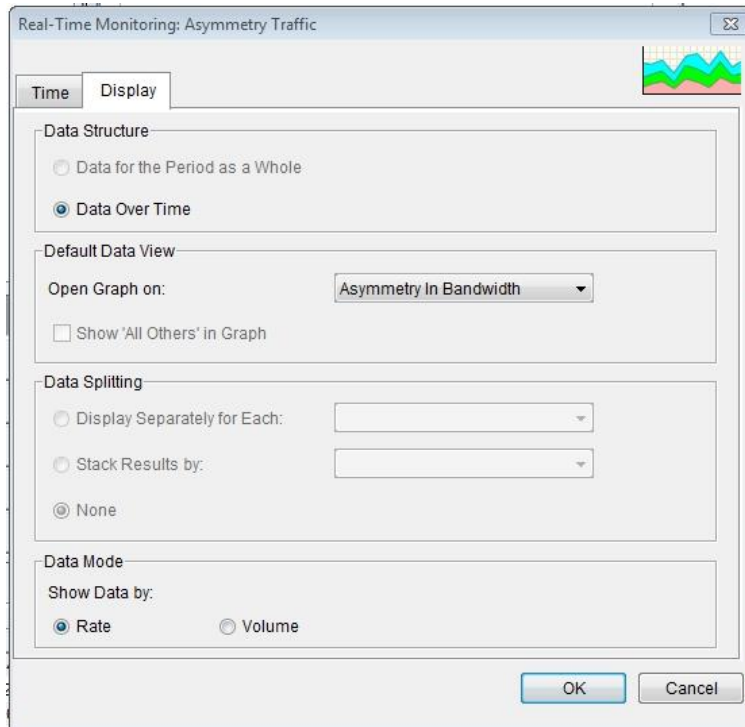 Real-Time Monitoring: Asymmetry Traffic
Time
Display
Data Structure
Data for the Period as a Whole
Data Over Time
Default Data View
Open Graph on:
Asymmetry In Bandwidth
Show 'All Others' in Graph
Data Splitting
Display Separately for Each:
Stack Results by:
None
Data Mode
Show Data by:
Rate
Volume
OK
Cancel